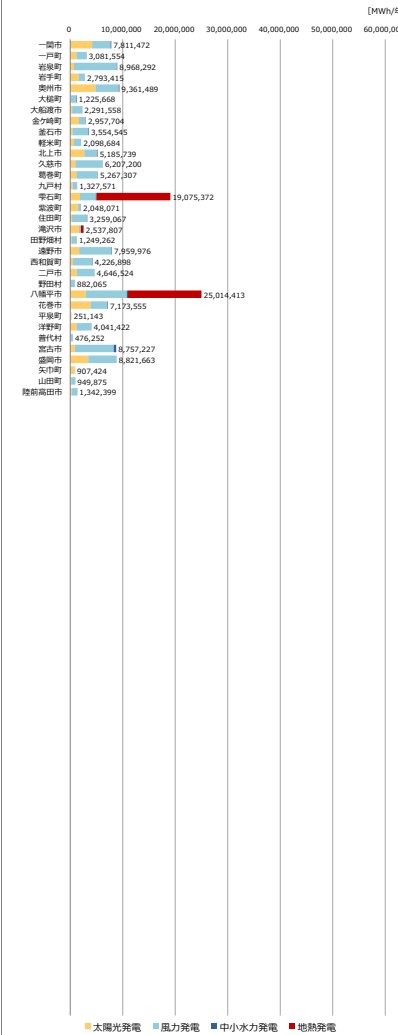 [MWh/年
0 10,000,000 20,000,000 30,000,000 40,000,000 50,000,000 60,000,00
一関市 7,811,472
一戸町 3,081,554
岩泉町 8,968,292
岩手町 2,793,415
奥州市 9,361,489
大槌町 1,225,668
大船渡市 2,291,558
金ケ崎町 2,957,704
釜石市 3,554,545
軽米町 2,098,684
北上市 5,185,739
久慈市 6,207,200
葛巻町 5,267,307
九戸村 1,327,571
雫石町 19,075,372
紫波町 2,048,071
住田町 3,259,067
滝沢市 2,537,807
田野畑村 1,249,262
遠野市 7,959,976
西和賀町 4,226,898
二戸市 4,646,524
野田村 882,065
八幡平市 25,014,413
花巻市 7,173,555
平泉町 251,143
洋野町 4,041,422
普代村 476,252
宮古市 8,757,227
盛岡市 8,821,663
矢巾町 907,424
山田町 949,875
陸前高田市 1,342,399
太陽光発電 風力発電 中小水力発電 地熱発電